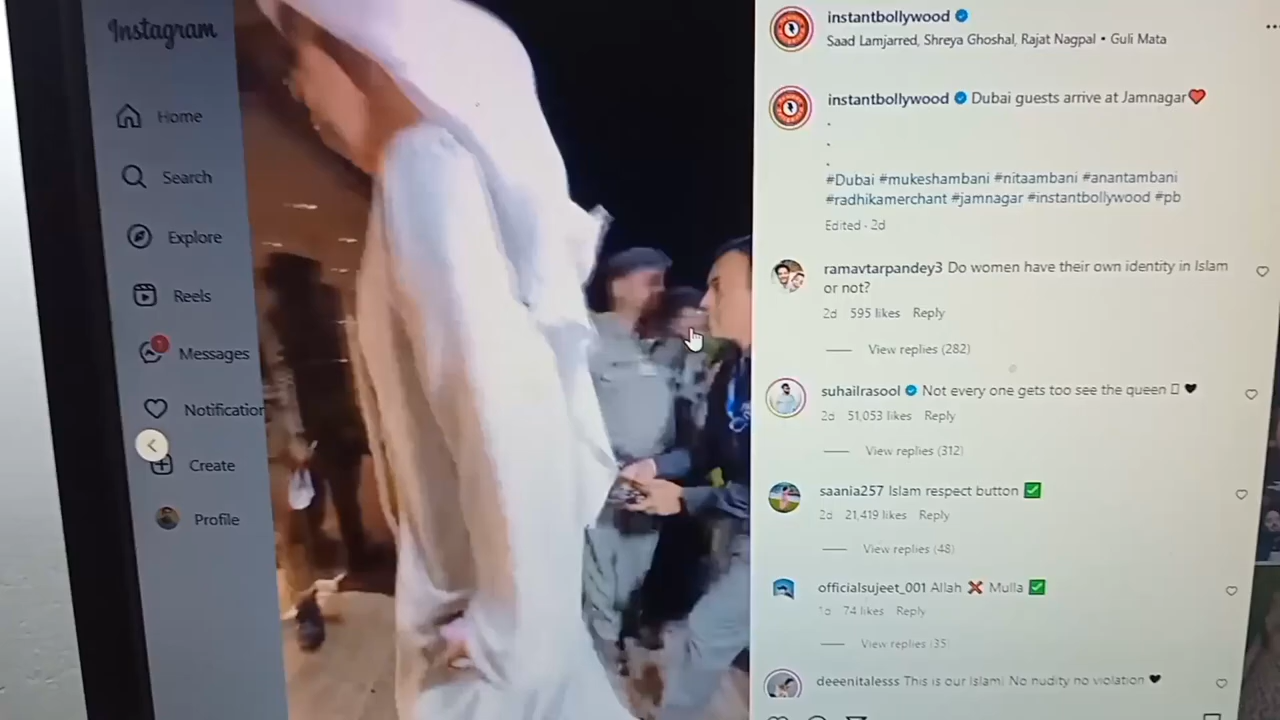 Instagram
Home
Search
Explore
Reels
Messages
Notification
Create
Profile
instantbollywood
Saad Lamjarred, Shreya Ghoshal, Rajat Nagpal • Guli Mata
instantbollywood Dubai guests arrive at Jamnagar❤️
.
.
.
#Dubai #mukeshambani #nitaambani #anantambani
#radhikamerchant #jamnagar #instantbollywood #pb
Edited · 2d
ramavtarpandey3 Do women have their own identity in Islam
or not?
2d 595 likes Reply
View replies (282)
suhailrasool Not every one gets too see the queen 🖤
2d 51,053 likes Reply
View replies (312)
saania257 Islam respect button ✅
2d 21,419 likes Reply
View replies (48)
officialsujeet_001 Allah ❌ Mulla ✅
1d 74 likes Reply
View replies (35)
deeenitalesss This is our Islam! No nudity no violation 🖤